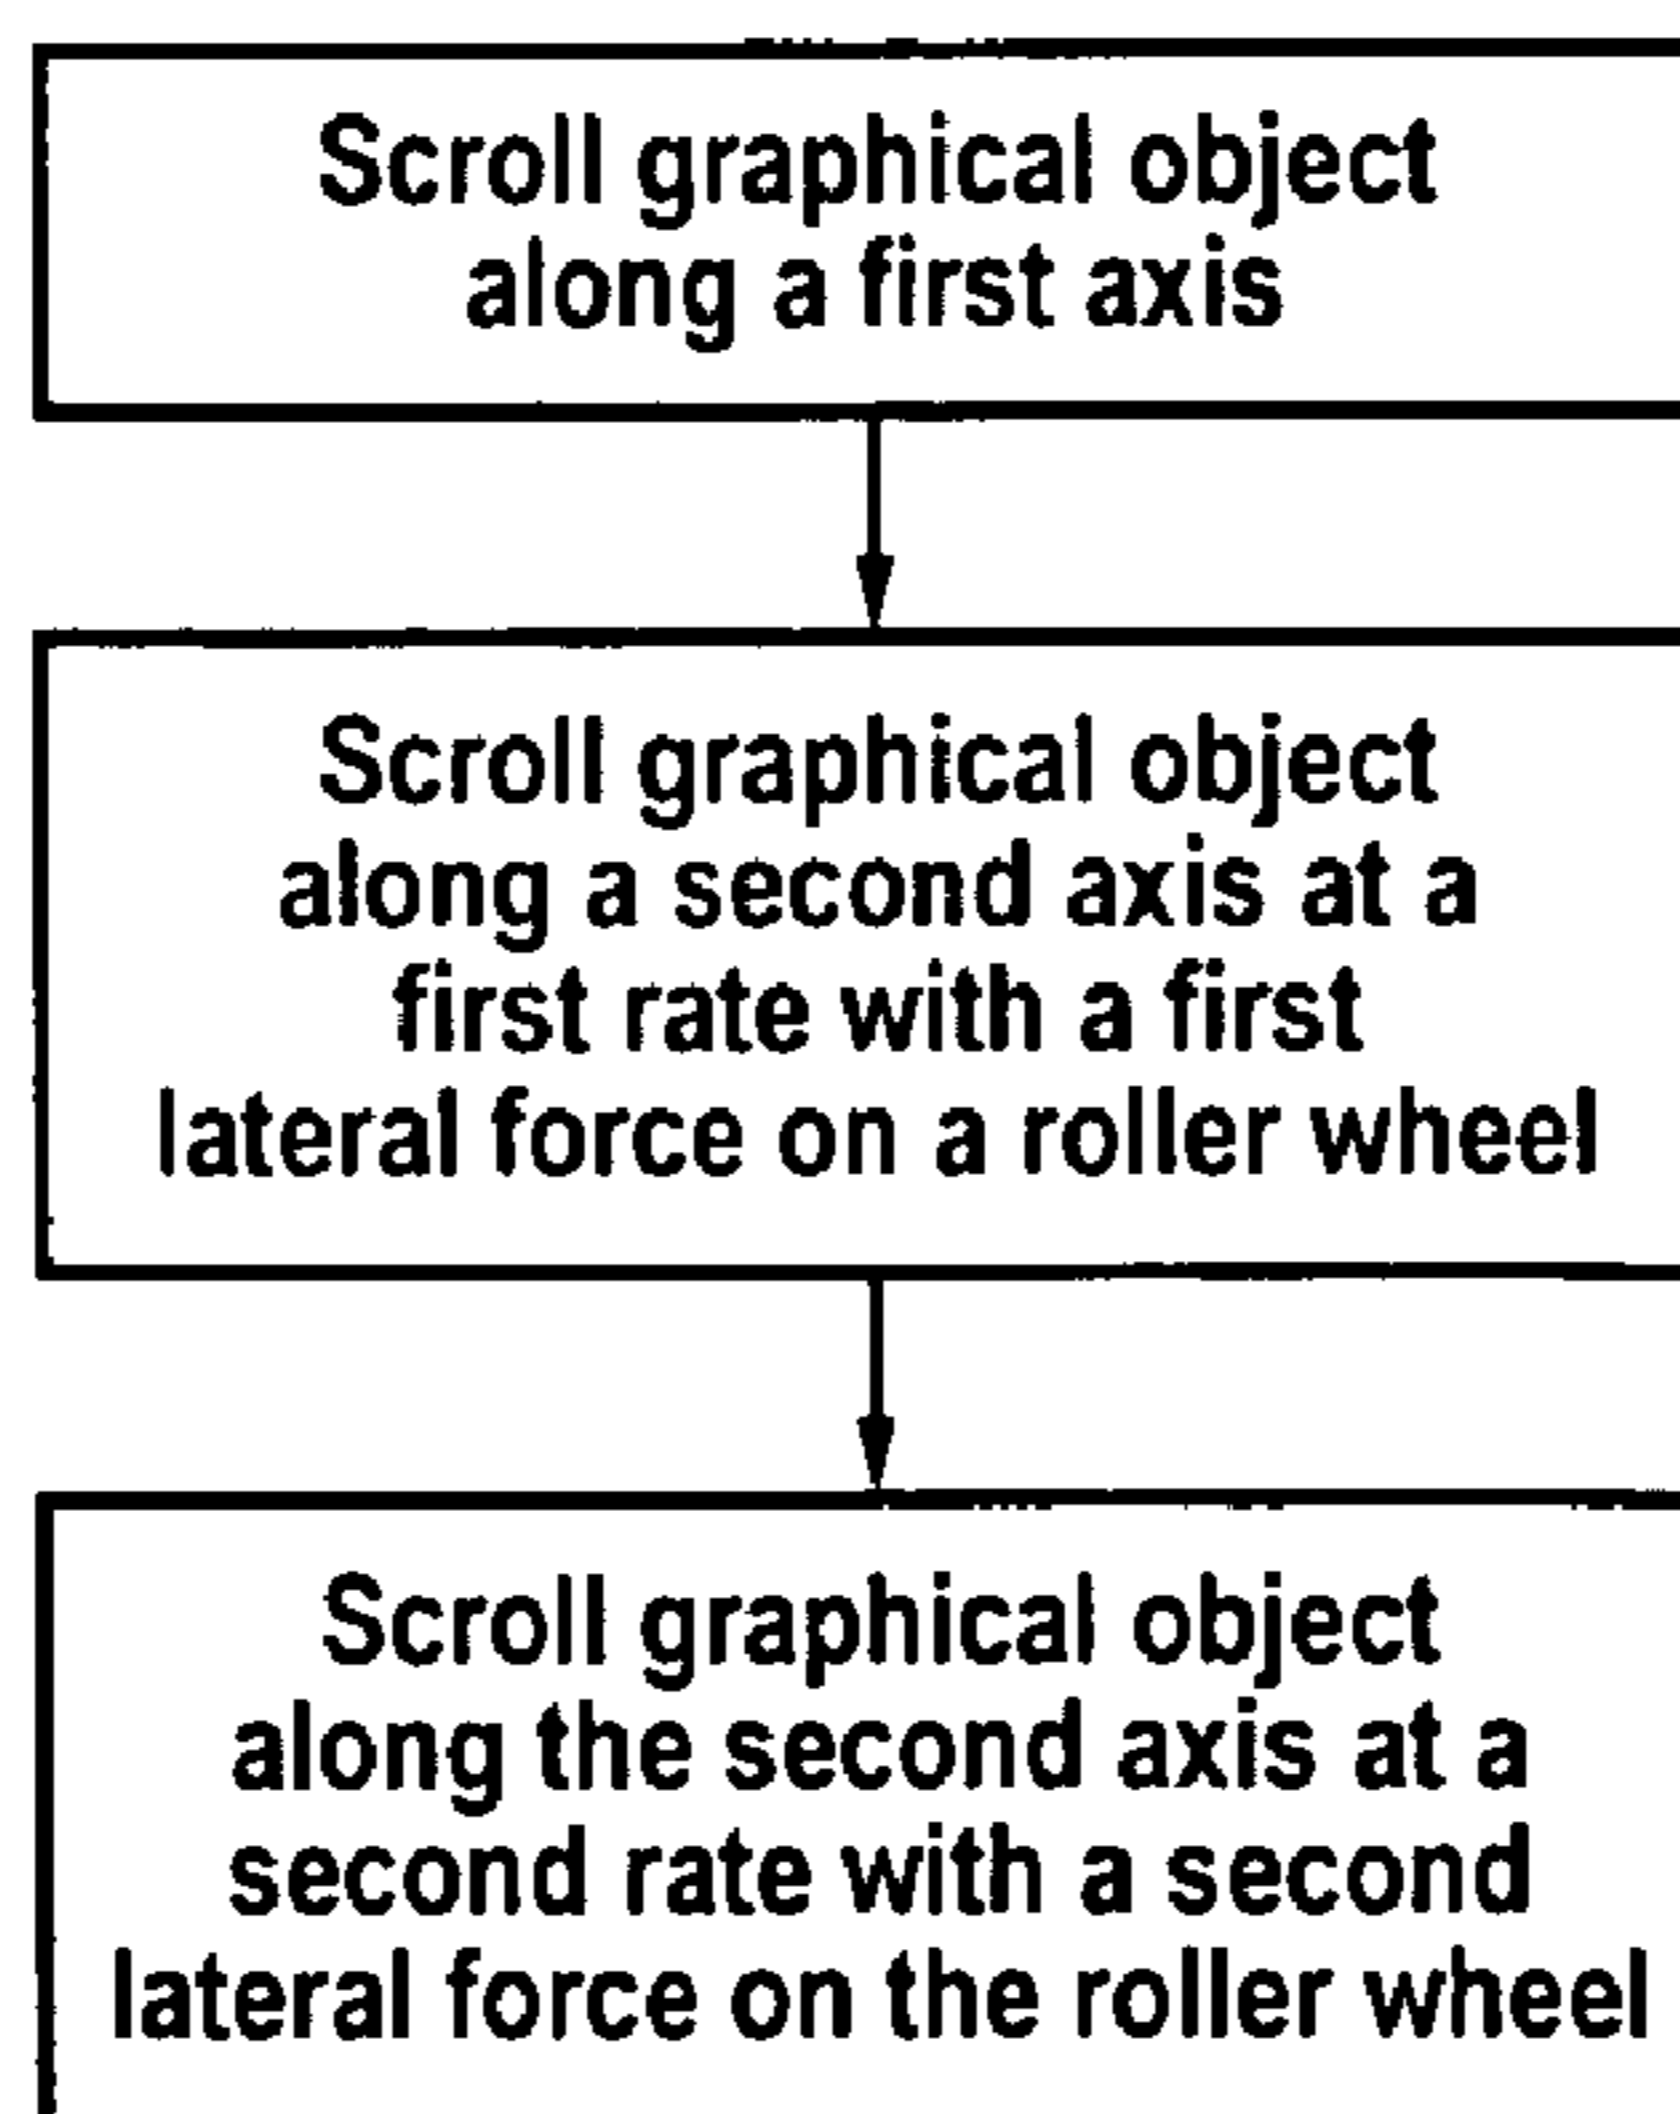 Scroll graphical object
along a first axis
Scroll graphical object
along a second axis at a
first rate with a first
lateral force on a roller wheel
Scroll graphical object
along the second axis at a
second rate with a second
lateral force on the roller wheel